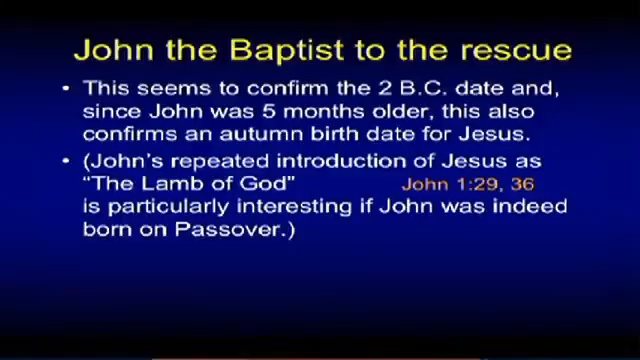 John the Baptist to the rescue
• This seems to confirm the 2 B.C. date and,
since John was 5 months older, this also
confirms an autumn birth date for Jesus.
• (John's repeated introduction of Jesus as
"The Lamb of God" John 1:29, 36
is particularly interesting if John was indeed
born on Passover.)